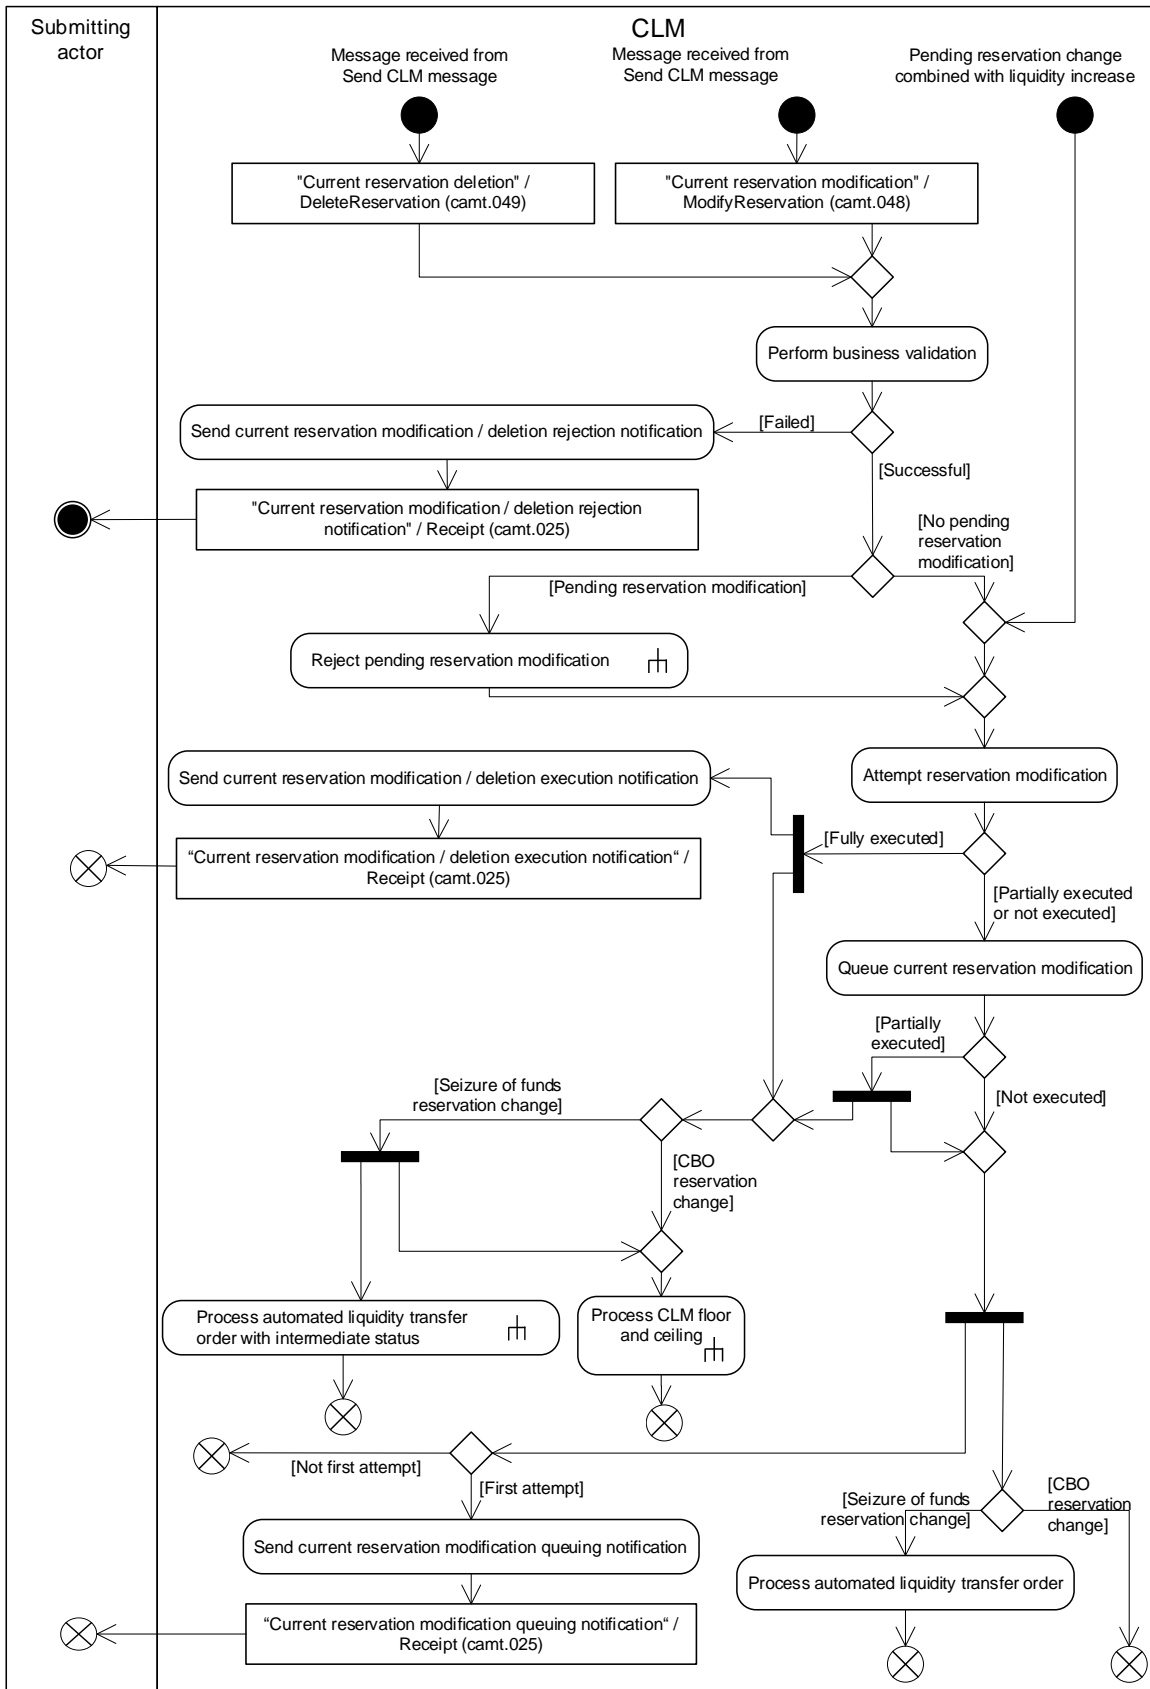 Submitting
actor
CLM
Message received from
Send CLM message
Message received from
Send CLM message
Pending reservation change
combined with liquidity increase
"Current reservation deletion" /
DeleteReservation (camt.049)
"Current reservation modification" /
ModifyReservation (camt.048)
Perform business validation
Send current reservation modification / deletion rejection notification
[Failed]
[Successful]
"Current reservation modification / deletion rejection
notification" / Receipt (camt.025)
[No pending
reservation
modification]
[Pending reservation modification]
Reject pending reservation modification
Send current reservation modification / deletion execution notification
Attempt reservation modification
[Fully executed]
“Current reservation modification / deletion execution notification“ /
Receipt (camt.025)
[Partially executed
or not executed]
Queue current reservation modification
[Partially
executed]
[Seizure of funds
reservation change]
[Not executed]
[CBO
reservation
change]
Process automated liquidity transfer
order with intermediate status
Process CLM floor
and ceiling
[Not first attempt]
[First attempt]
[Seizure of funds
reservation change]
[CBO
reservation
change]
Send current reservation modification queuing notification
Process automated liquidity transfer order
“Current reservation modification queuing notification“ /
Receipt (camt.025)